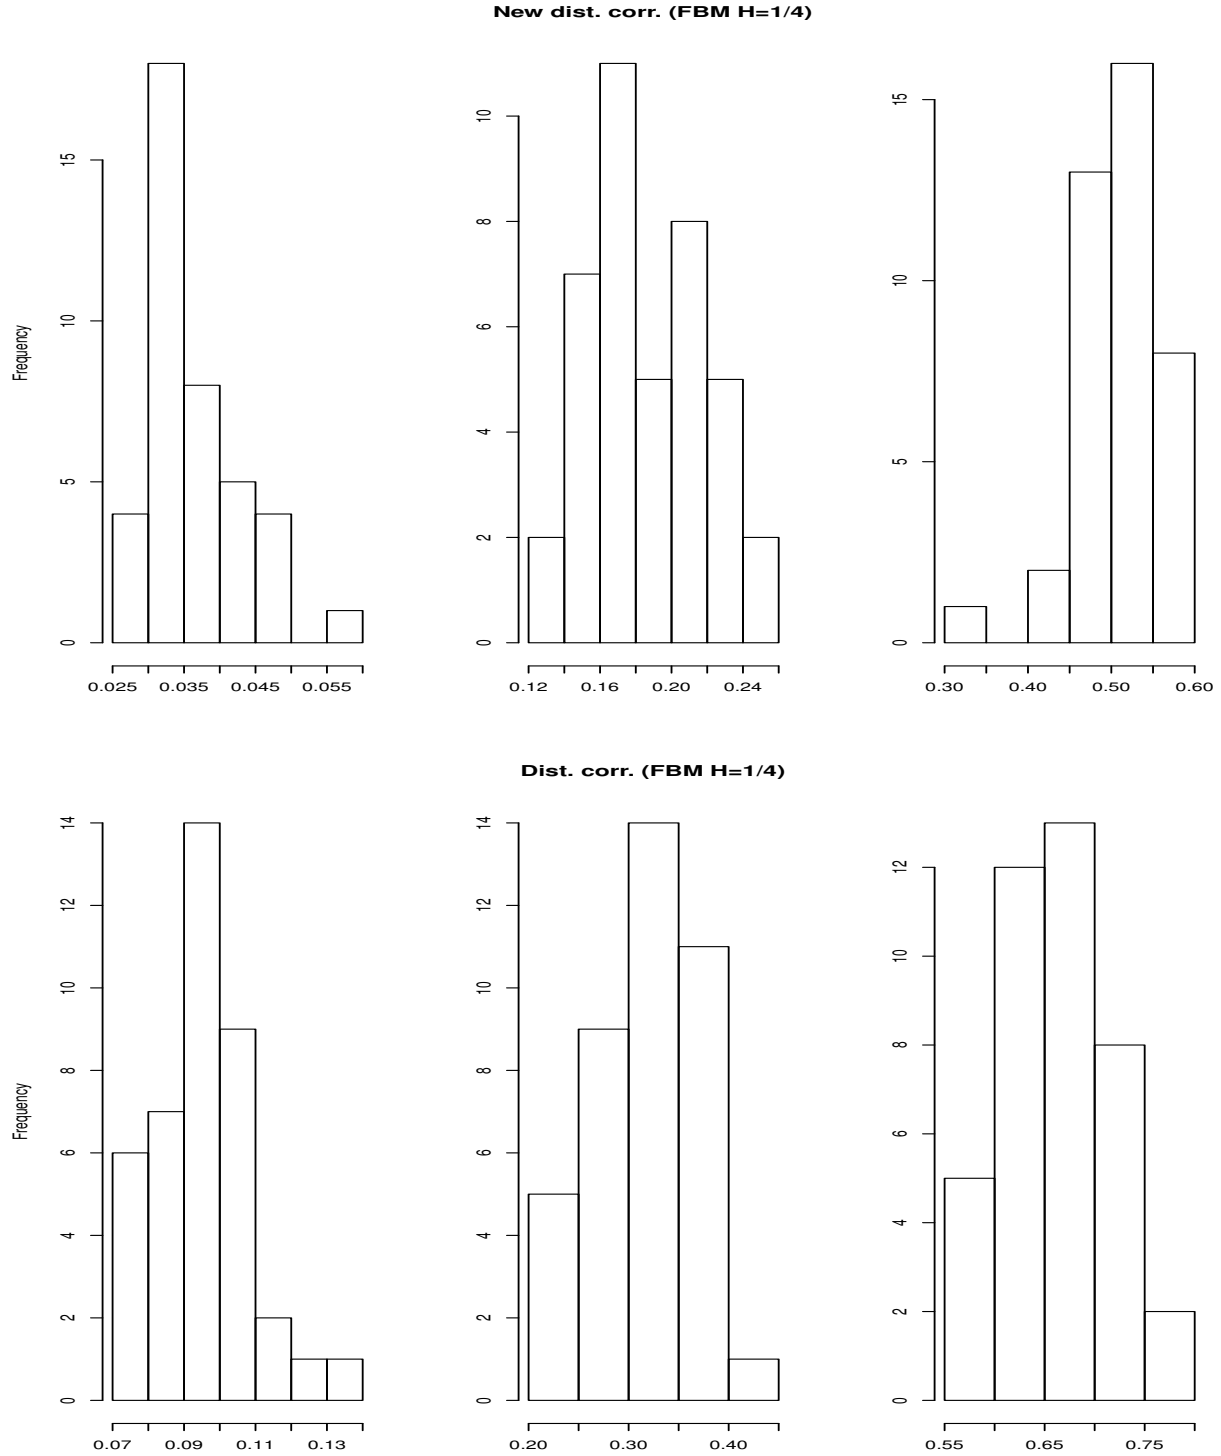 New dist. corr. (FBM H=1/4)
Frequency
0 5 10 15
0.025 0.035 0.045 0.055
0 2 4 6 8 10
0.12 0.16 0.20 0.24
0 5 10 15
0.30 0.40 0.50 0.60
Dist. corr. (FBM H=1/4)
Frequency
0 2 4 6 8 10 12 14
0.07 0.09 0.11 0.13
0 2 4 6 8 10 12 14
0.20 0.30 0.40
0 2 4 6 8 10 12
0.55 0.65 0.75